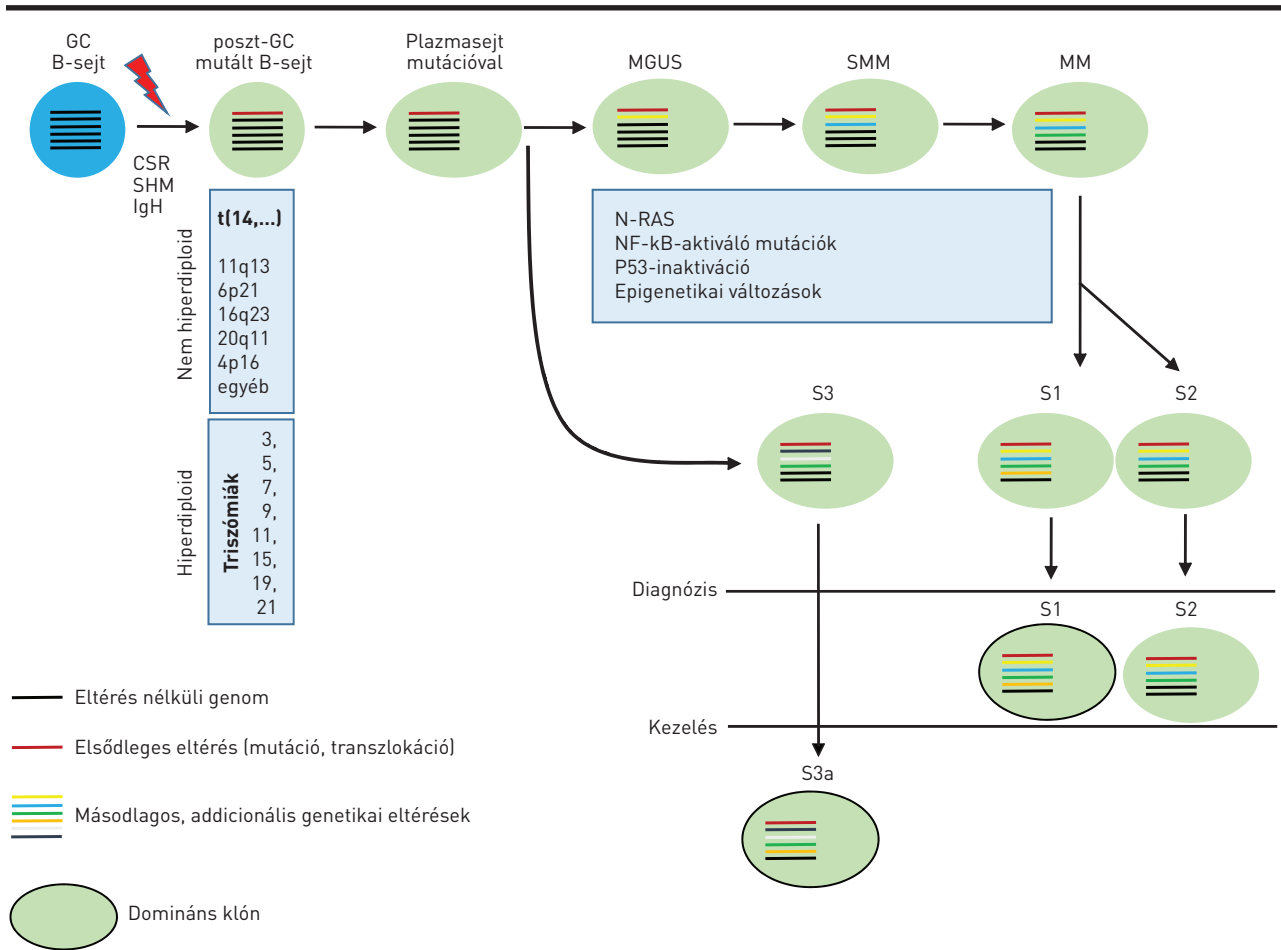 GC
B-sejt
poszt-GC
mutált B-sejt
Plazmasejt
mutációval
MGUS
SMM
MM
CSR
SHM
IgH
Nem hiperdiploid
t(14,...)
11q13
6p21
16q23
20q11
4p16
egyéb
Hiperdiploid
Triszómiák
3,
5,
7,
9,
11,
15,
19,
21
N-RAS
NF-kB-aktiváló mutációk
P53-inaktiváció
Epigenetikai változások
S3
S1
S2
Diagnózis
S1
S2
Kezelés
S3a
Eltérés nélküli genom
Elsődleges eltérés (mutáció, transzlokáció)
Másodlagos, addicionális genetikai eltérések
Domináns klón